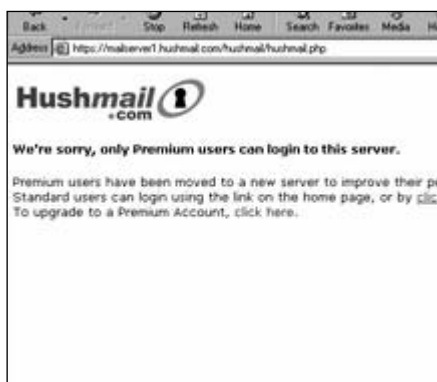 Back Forward Stop Refresh Home Search Favorites Media
Address https://mailserver1.hushmail.com/hushmail/hushmail.php
Hushmail
.com
We're sorry, only Premium users can login to this server.
Premium users have been moved to a new server to improve their
Standard users can login using the link on the home page, or by
To upgrade to a Premium Account, click here.